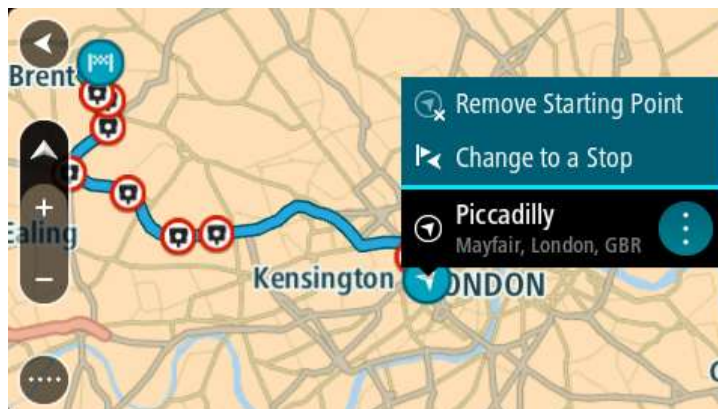 Brent
Remove Starting Point
Change to a Stop
Piccadilly
Mayfair, London, GBR
Ealing
Kensington
ONDON